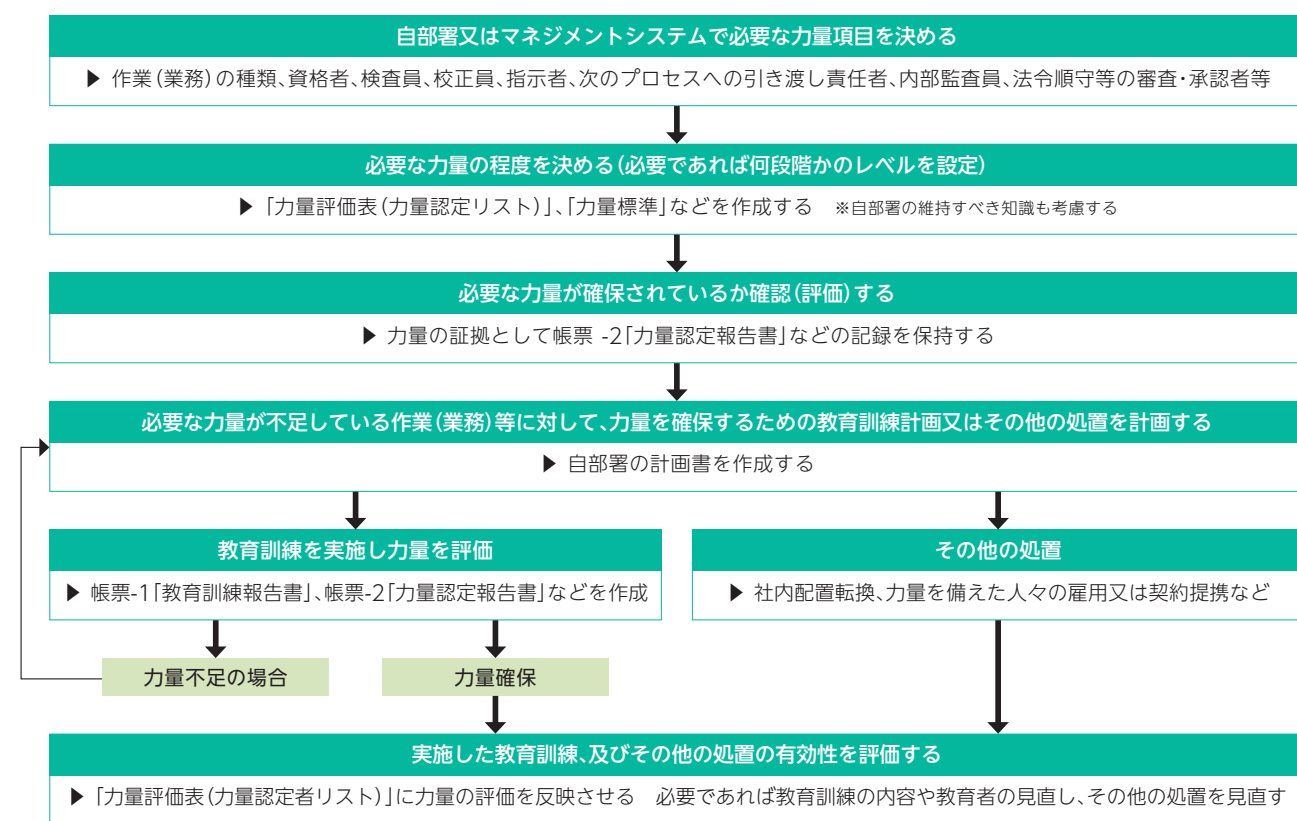 自部署又はマネジメントシステムで必要な力量項目を決める
▶ 作業(業務)の種類、資格者、検査員、校正員、指示者、次のプロセスへの引き渡し責任者、内部監査員、法令順守等の審査・承認者等
必要な力量の程度を決める(必要であれば何段階かのレベルを設定)
▶ 「力量評価表(力量認定リスト)」、「力量標準」などを作成する ※自部署の維持すべき知識も考慮する
必要な力量が確保されているか確認(評価)する
▶ 力量の証拠として帳票 -2「力量認定報告書」などの記録を保持する
必要な力量が不足している作業(業務)等に対して、力量を確保するための教育訓練計画又はその他の処置を計画する
▶ 自部署の計画書を作成する
教育訓練を実施し力量を評価
▶ 帳票-1「教育訓練報告書」、帳票-2「力量認定報告書」などを作成
その他の処置
▶ 社内配置転換、力量を備えた人々の雇用又は契約提携など
力量不足の場合
力量確保
実施した教育訓練、及びその他の処置の有効性を評価する
▶ 「力量評価表(力量認定者リスト)」に力量の評価を反映させる 必要であれば教育訓練の内容や教育者の見直し、その他の処置を見直す